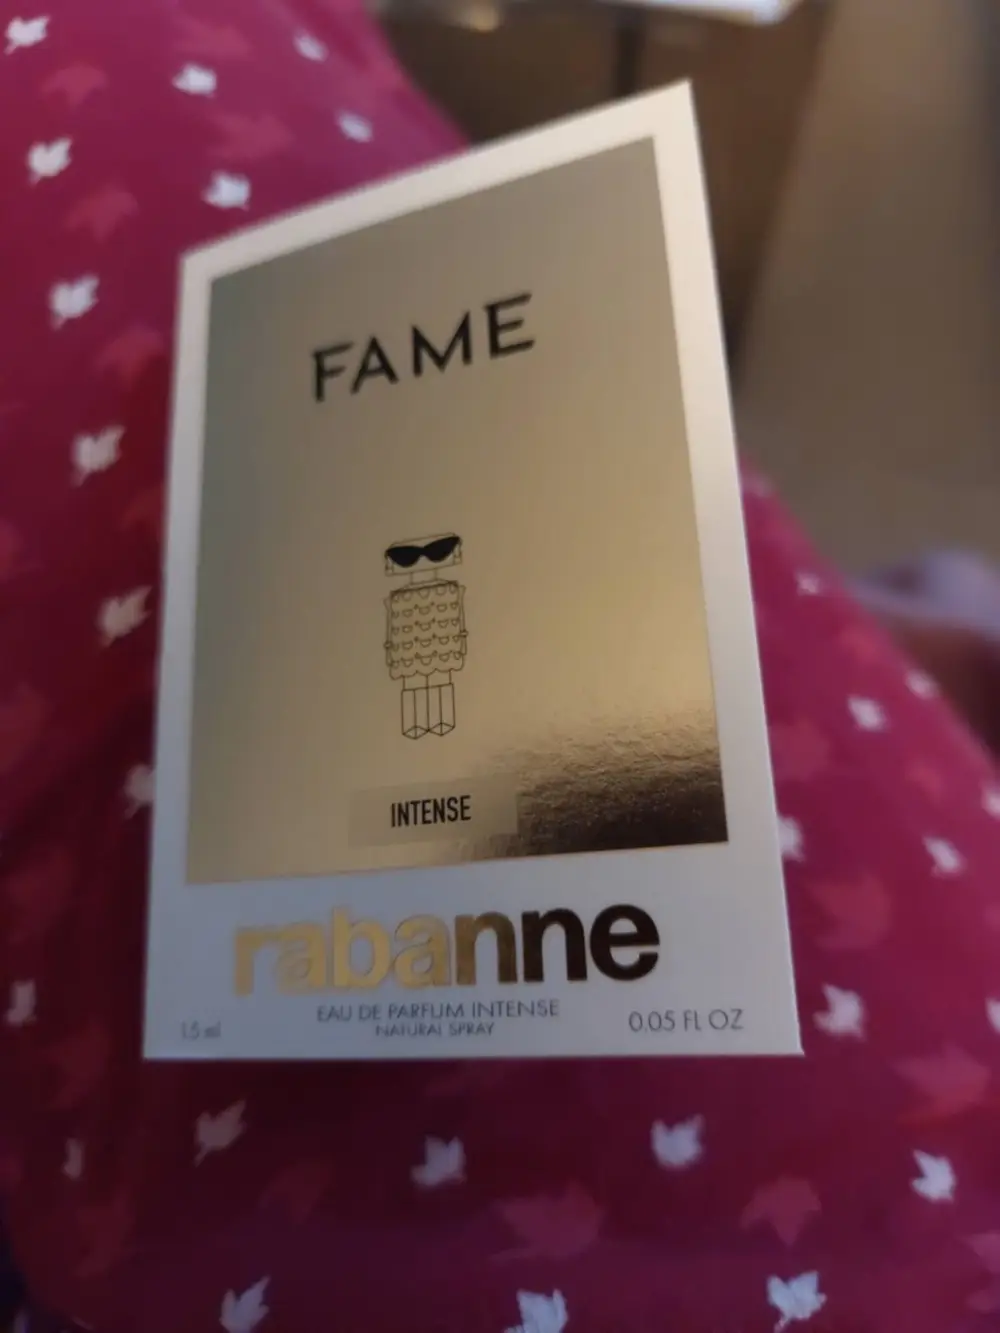 FAME
INTENSE
rabanne
EAU DE PARFUM INTENSE
NATURAL SPRAY
1.5 ml
0.05 FL OZ